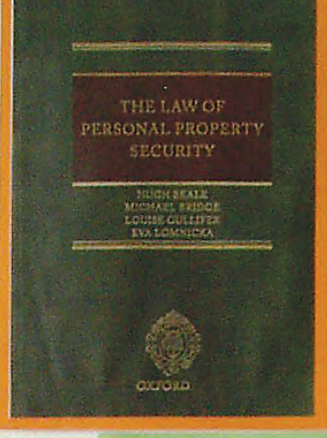 THE LAW OF
PERSONAL PROPERTY
SECURITY
HUGH BEALE
MICHAEL BRIDGE
LOUISE GULLIFER
EVA LOMNICKA
OXFORD